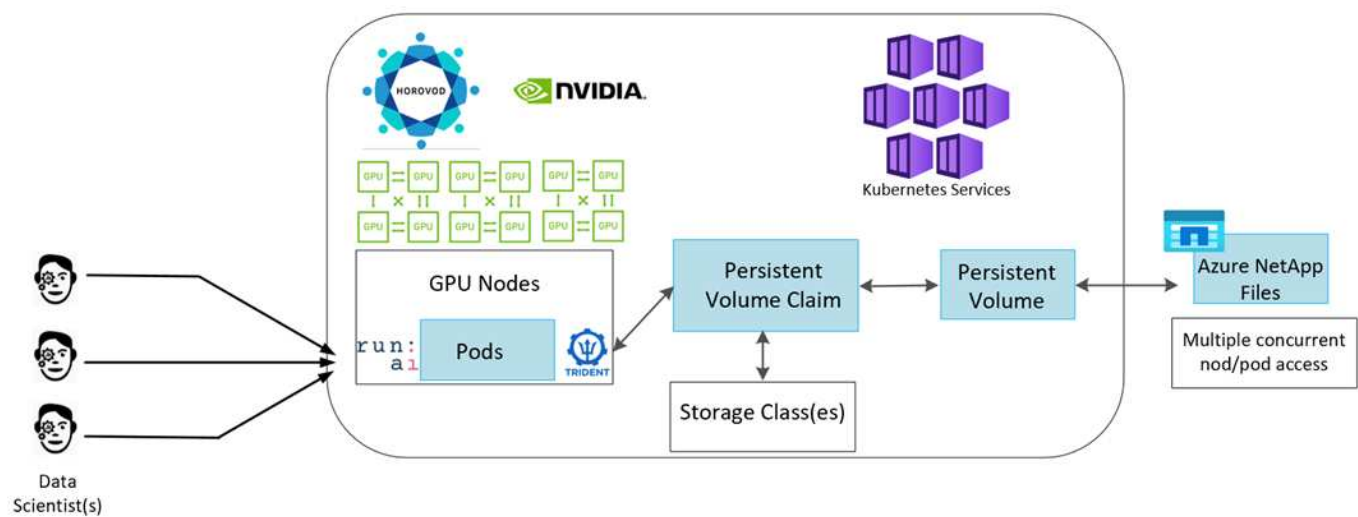 HOROVOD
NVIDIA.
GPU GPU GPU GPU GPU GPU
GPU GPU GPU GPU GPU GPU
Kubernetes Services
GPU Nodes
run:
ai
Pods
TRIDENT
Persistent
Volume Claim
Storage Class(es)
Persistent
Volume
Azure NetApp
Files
Multiple concurrent
nod/pod access
Data
Scientist(s)